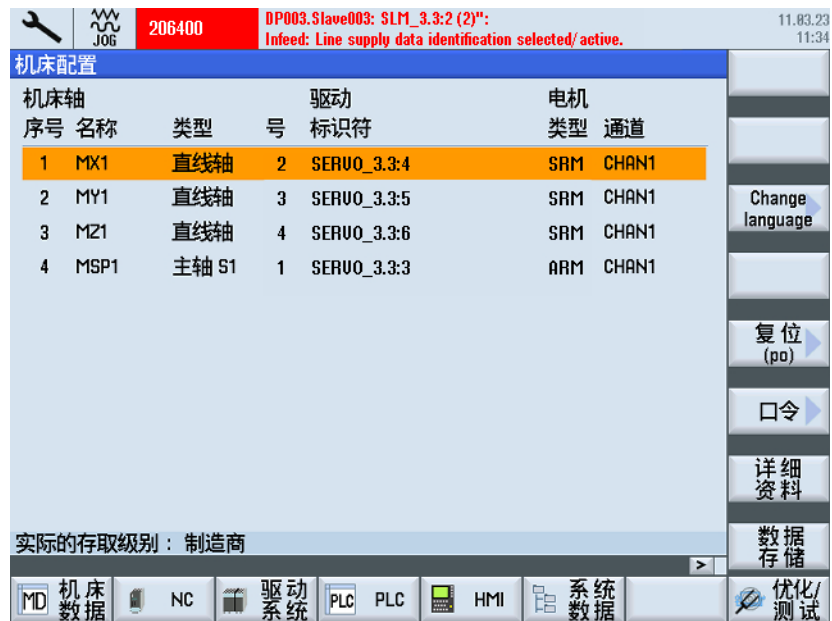 JOG
206400
DP003.Slave003: SLM_3.3:2 (2)":
Infeed: Line supply data identification selected/active.
11.03.23
11:34
机床配置
机床轴 驱动 电机
序号 名称 类型 号 标识符 类型 通道
1 MX1 直线轴 2 SERVO_3.3:4 SRM CHAN1
2 MY1 直线轴 3 SERVO_3.3:5 SRM CHAN1
3 MZ1 直线轴 4 SERVO_3.3:6 SRM CHAN1
4 MSP1 主轴 S1 1 SERVO_3.3:3 ARM CHAN1
Change
language
复位
(po)
口令
详细
资料
数据
存储
实际的存取级别： 制造商
>
MD 机床
数据
NC
驱动
系统
PLC PLC
HMI
系统
数据
优化/
测试